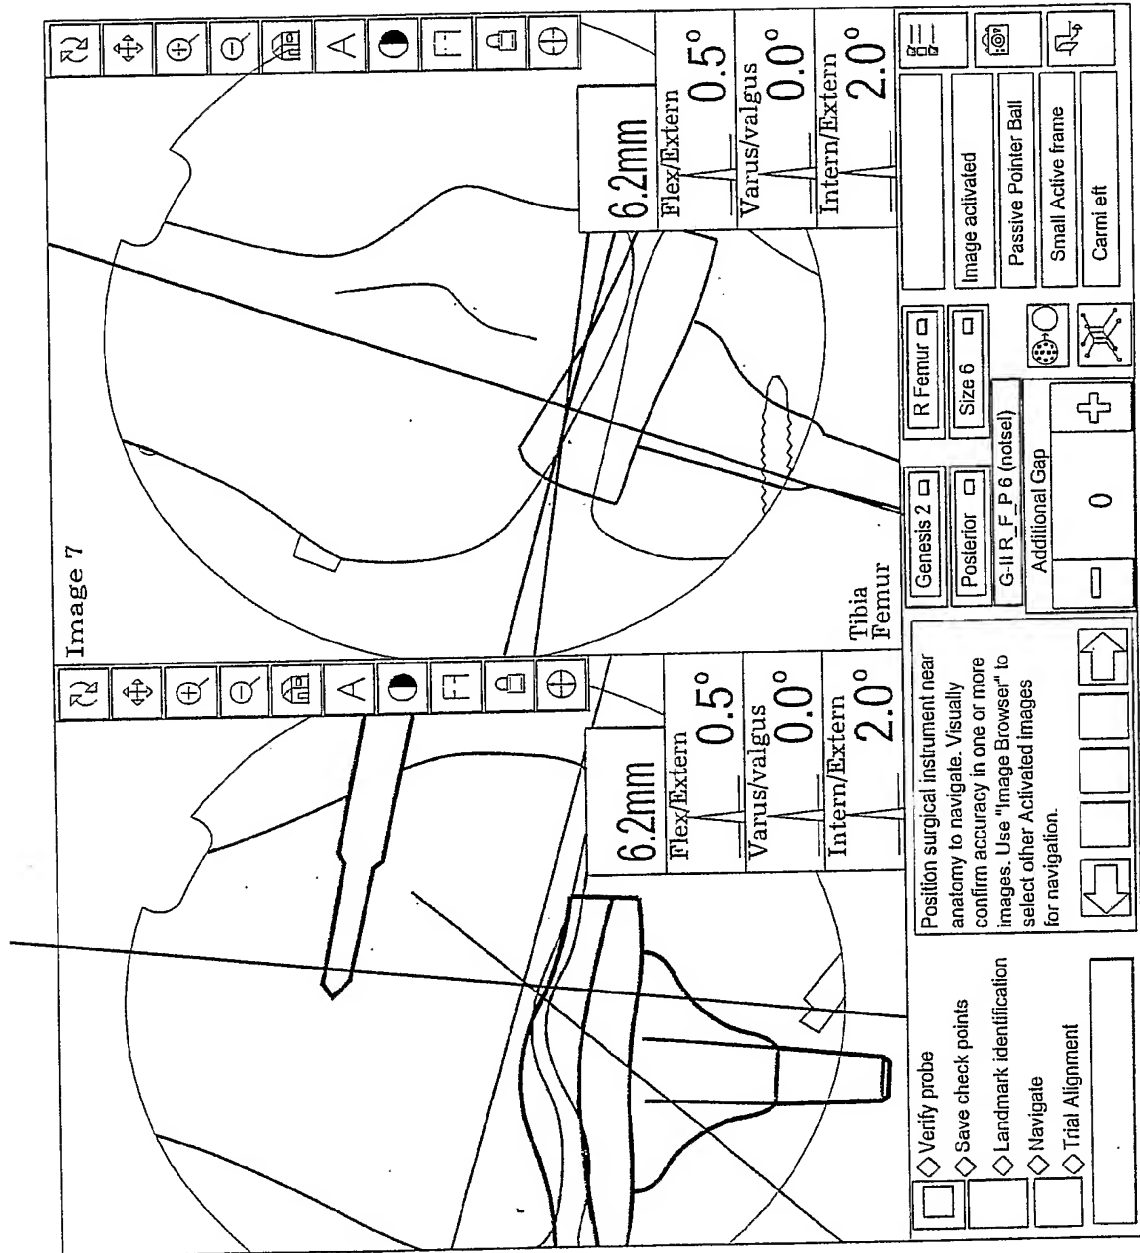 Image 7
A
A
6.2mm
Flex/Extern
0.5°
Varus/valgus
0.0°
Intern/Extern
2.0°
6.2mm
Flex/Extern
0.5°
Varus/valgus
0.0°
Intern/Extern
2.0°
Tibia
Femur
Verify probe
Save check points
Landmark identification
Navigate
Trial Alignment
Position surgical instrument near
anatomy to navigate. Visually
confirm accuracy in one or more
images. Use "Image Browser" to
select other Activated images
for navigation.
Genesis 2
R Femur
Posterior
Size 6
G-II R_F_P 6 (notsel)
Additional Gap
0
Image activated
Passive Pointer Ball
Small Active frame
Carmi eft